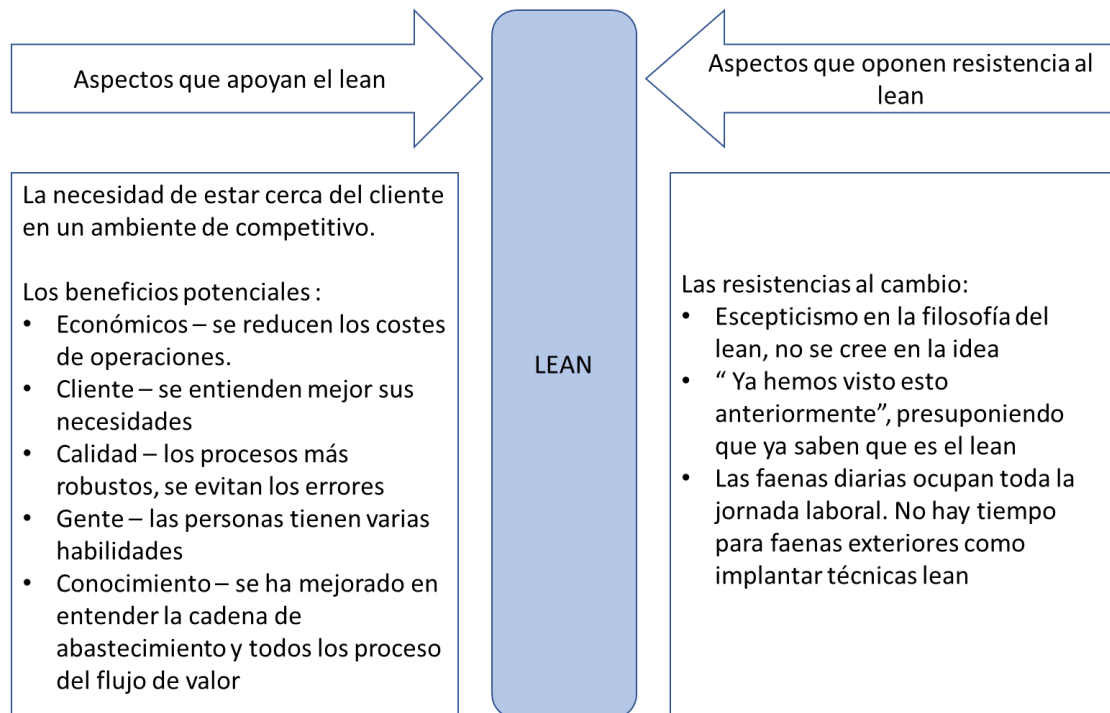 Aspectos que apoyan el lean
Aspectos que oponen resistencia al
lean
La necesidad de estar cerca del cliente
en un ambiente de competitivo.
Los beneficios potenciales :
• Económicos – se reducen los costes
de operaciones.
• Cliente – se entienden mejor sus
necesidades
• Calidad – los procesos más
robustos, se evitan los errores
• Gente – las personas tienen varias
habilidades
• Conocimiento – se ha mejorado en
entender la cadena de
abastecimiento y todos los proceso
del flujo de valor
LEAN
Las resistencias al cambio:
• Escepticismo en la filosofía del
lean, no se cree en la idea
• “ Ya hemos visto esto
anteriormente”, presuponiendo
que ya saben que es el lean
• Las faenas diarias ocupan toda la
jornada laboral. No hay tiempo
para faenas exteriores como
implantar técnicas lean